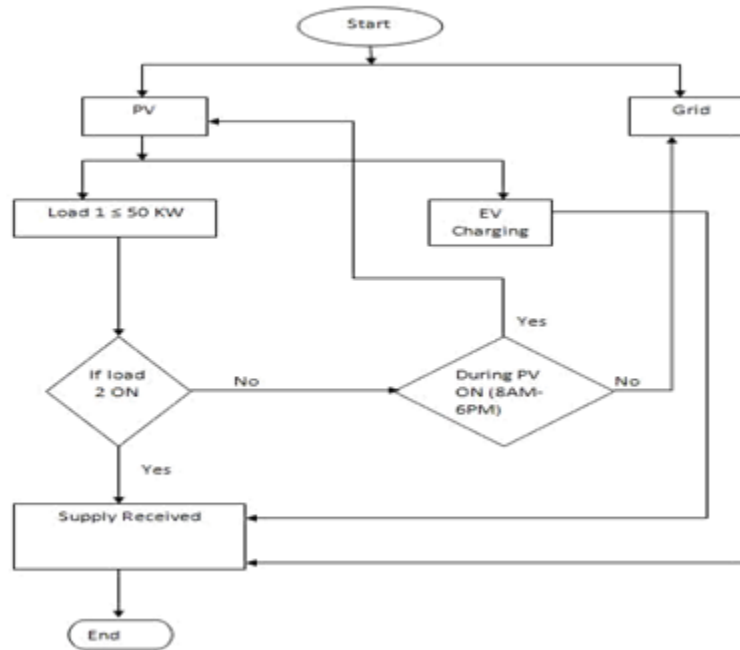 Start
PV
Grid
Load 1 ≤ 50 KW
EV
Charging
Yes
If load
2 ON
No
During PV
ON (8AM-
6PM)
No
Yes
Supply Received
End